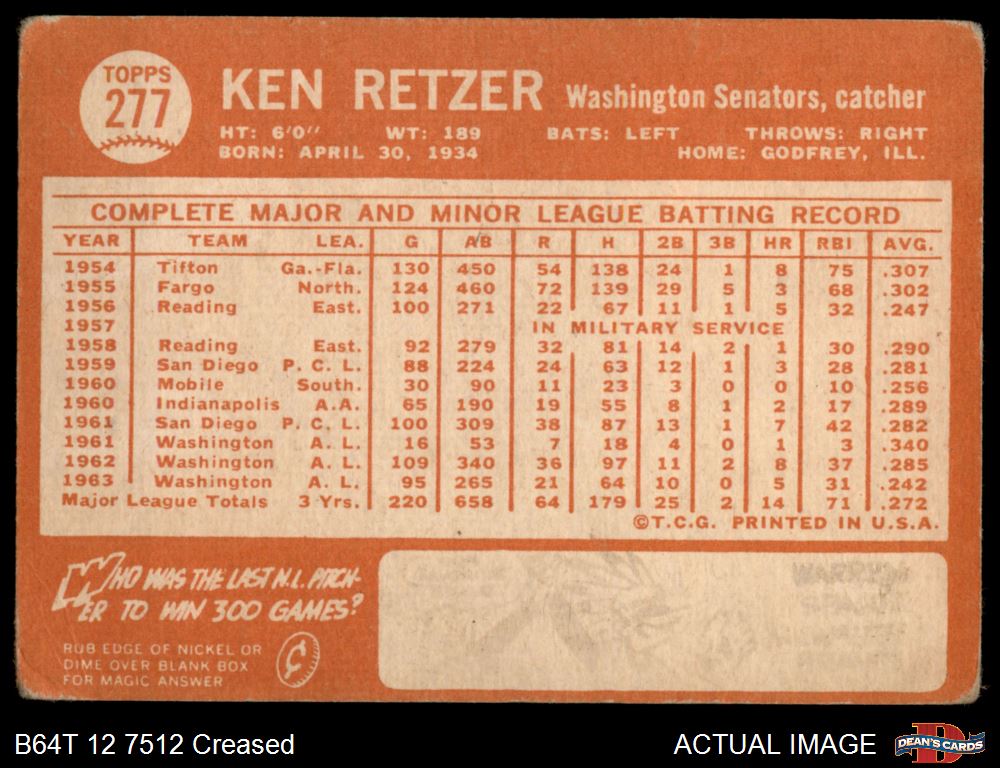 TOPPS
277
KEN RETZER Washington Senators, catcher
HT: 6'0" WT: 189 BATS: LEFT THROWS: RIGHT
BORN: APRIL 30, 1934 HOME: GODFREY, ILL.
COMPLETE MAJOR AND MINOR LEAGUE BATTING RECORD
YEAR TEAM LEA. G AB R H 2B 3B HR RBI AVG.
1954 Tifton Ga.-Fla. 130 450 54 138 24 1 8 75 .307
1955 Fargo North. 124 460 72 139 29 5 3 68 .302
1956 Reading East. 100 271 22 67 11 1 5 32 .247
1957 IN MILITARY SERVICE
1958 Reading East. 92 279 32 81 14 2 1 30 .290
1959 San Diego P. C. L. 88 224 24 63 12 1 3 28 .281
1960 Mobile South. 30 90 11 23 3 0 0 10 .256
1960 Indianapolis A.A. 65 190 19 55 8 1 2 17 .289
1961 San Diego P. C. L. 100 309 38 87 13 1 7 42 .282
1961 Washington A. L. 16 53 7 18 4 0 1 3 .340
1962 Washington A. L. 109 340 36 97 11 2 8 37 .285
1963 Washington A. L. 95 265 21 64 10 0 5 31 .242
Major League Totals 3 Yrs. 220 658 64 179 25 2 14 71 .272
©T.C.G. PRINTED IN U.S.A.
WHO WAS THE LAST N.L. PITCH-
ER TO WIN 300 GAMES?
RUB EDGE OF NICKEL OR
DIME OVER BLANK BOX
FOR MAGIC ANSWER
WARREN
SPAHN
B64T 12 7512 Creased
ACTUAL IMAGE
DEAN'S CARDS